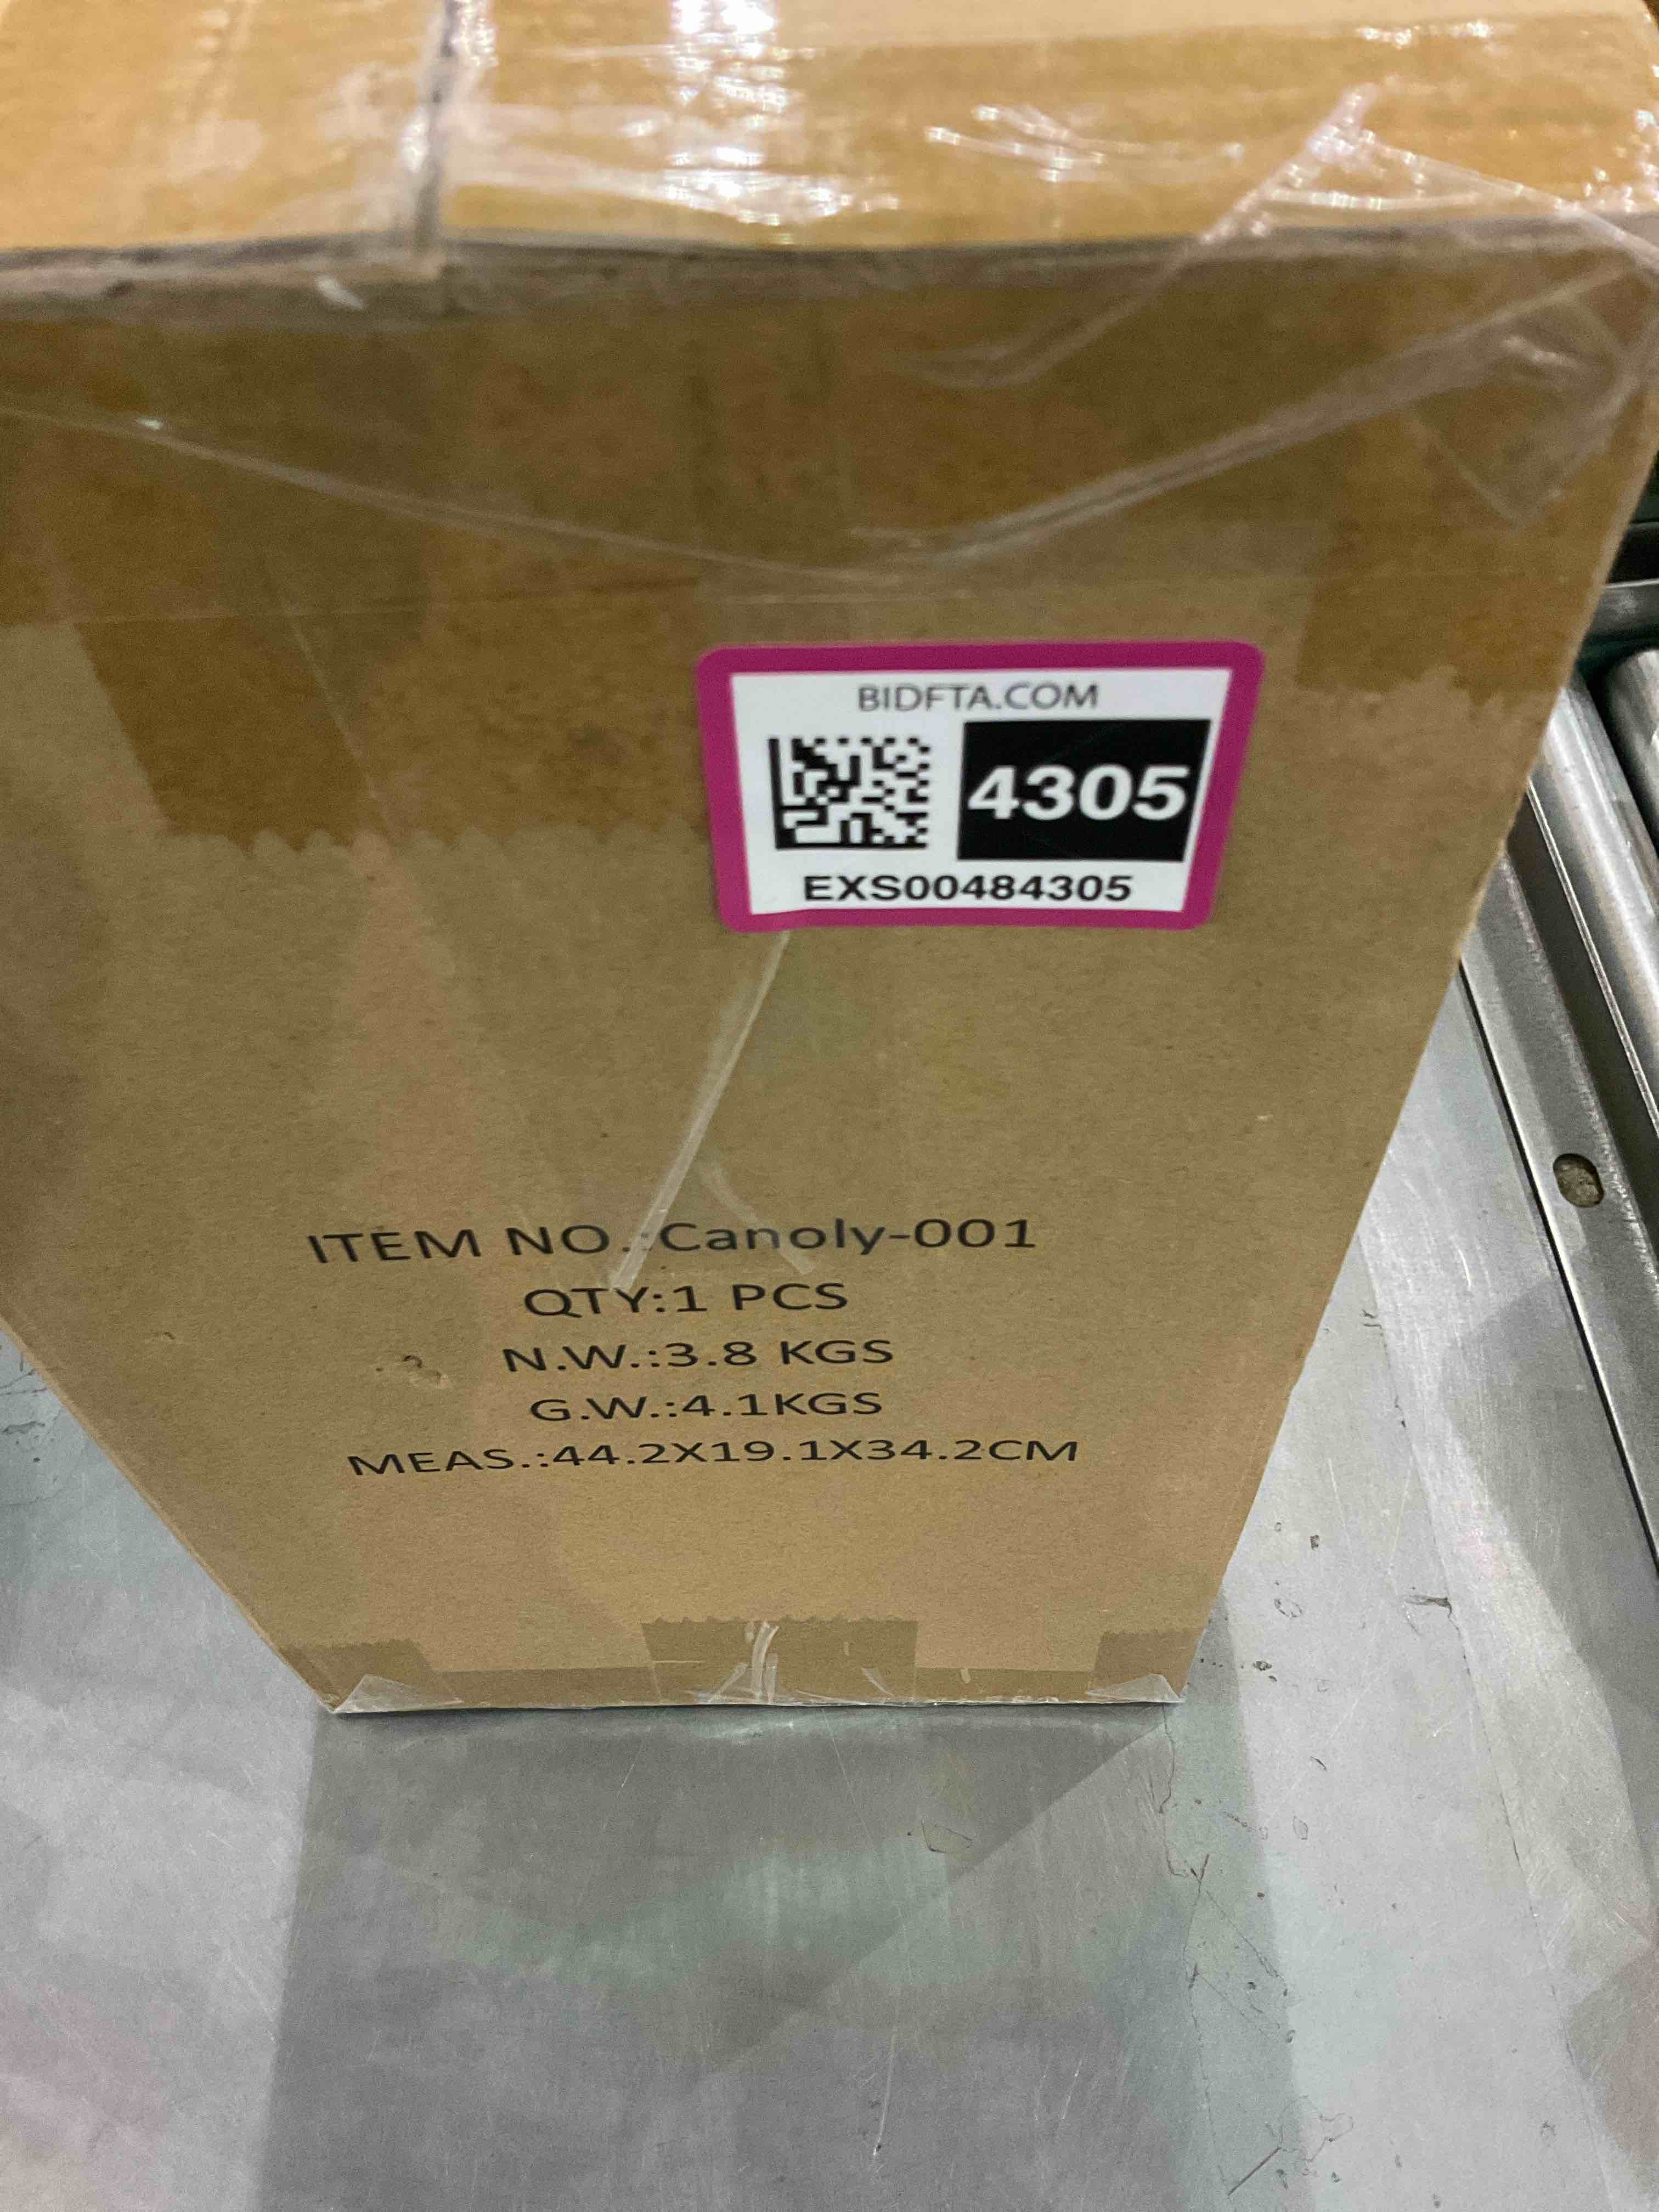 BIDFTA.COM
4305
EXS00484305
ITEM NO.:Canoly-001
QTY:1 PCS
N.W.:3.8 KGS
G.W.:4.1KGS
MEAS.:44.2X19.1X34.2CM